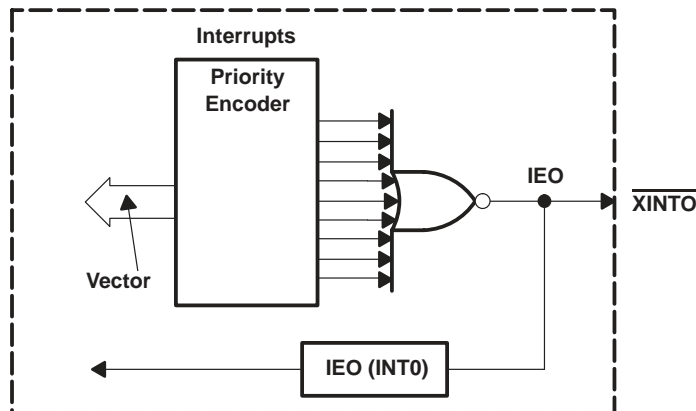 Interrupts
Priority
Encoder
IEO
XINTO
Vector
IEO (INT0)